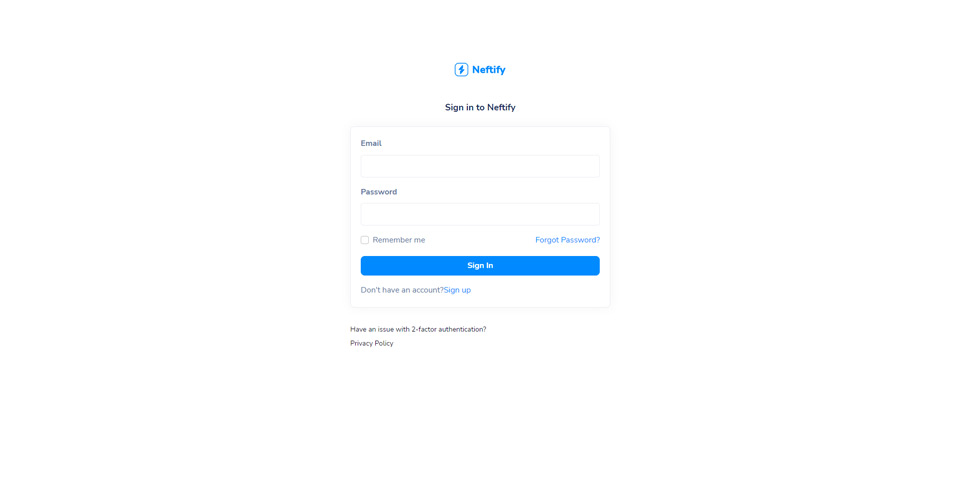 Neftify
Sign in to Neftify
Email
Password
Remember me
Forgot Password?
Sign In
Don't have an account?Sign up
Have an issue with 2-factor authentication?
Privacy Policy